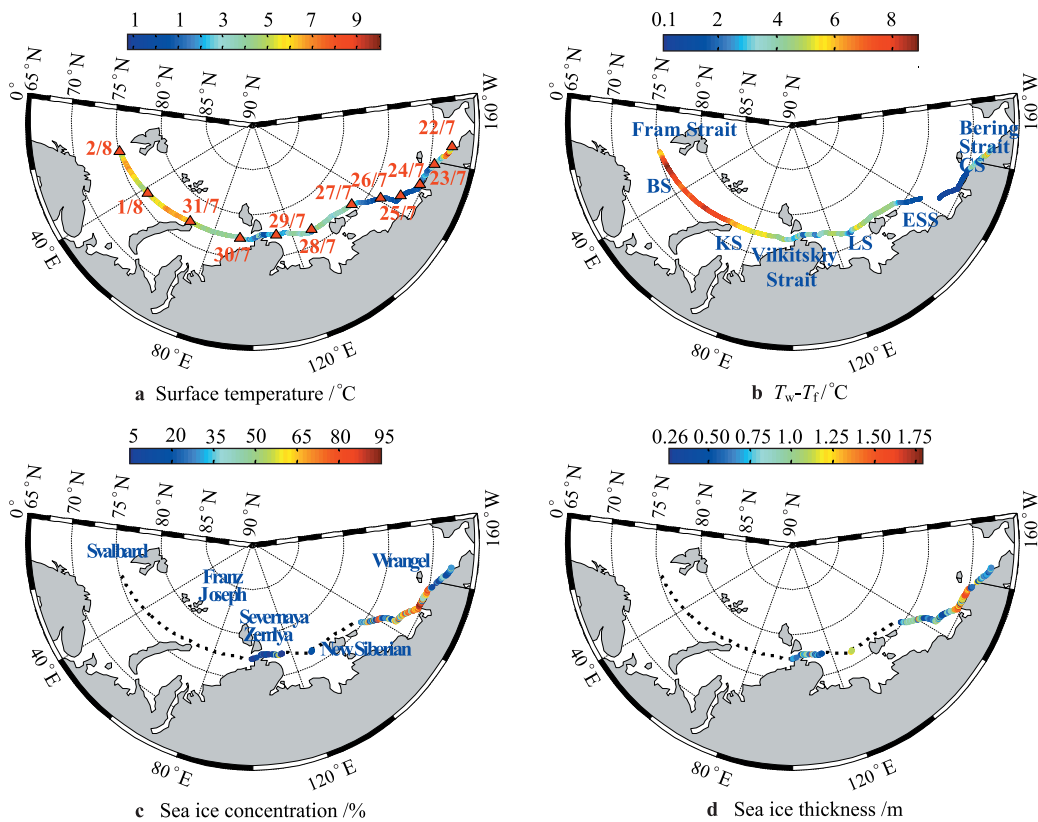 1 1 3 5 7 9
0° 65°N 70°N 75°N 80°N 85°N 90°N 160°W
2/8 1/8 31/7 30/7 29/7 28/7 27/7 26/7 25/7 24/7 23/7 22/7
40°E 80°E 120°E
a Surface temperature /°C
0.1 2 4 6 8
0° 65°N 70°N 75°N 80°N 85°N 90°N 160°W
Fram Strait
Bering
Strait
CS
BS
ESS
KS
LS
Vilkitskiy
Strait
40°E 80°E 120°E
b Tw-Tf/°C
5 20 35 50 65 80 95
0° 65°N 70°N 75°N 80°N 85°N 90°N 160°W
Svalbard
Wrangel
Franz
Joseph
Severnaya
Zemlya
New Siberian
40°E 80°E 120°E
c Sea ice concentration /%
0.26 0.50 0.75 1.0 1.25 1.50 1.75
0° 65°N 70°N 75°N 80°N 85°N 90°N 160°W
40°E 80°E 120°E
d Sea ice thickness /m